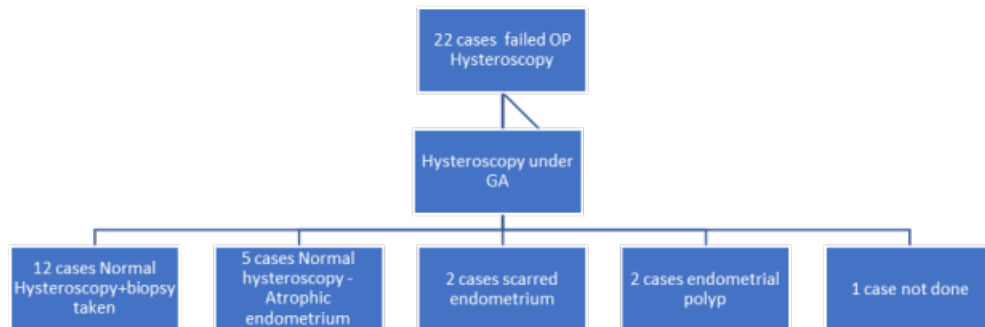 22 cases failed OP
Hysteroscopy
Hysteroscopy under
GA
12 cases Normal
Hysteroscopy+biopsy
taken
5 cases Normal
hysteroscopy -
Atrophic
endometrium
2 cases scarred
endometrium
2 cases endometrial
polyp
1 case not done